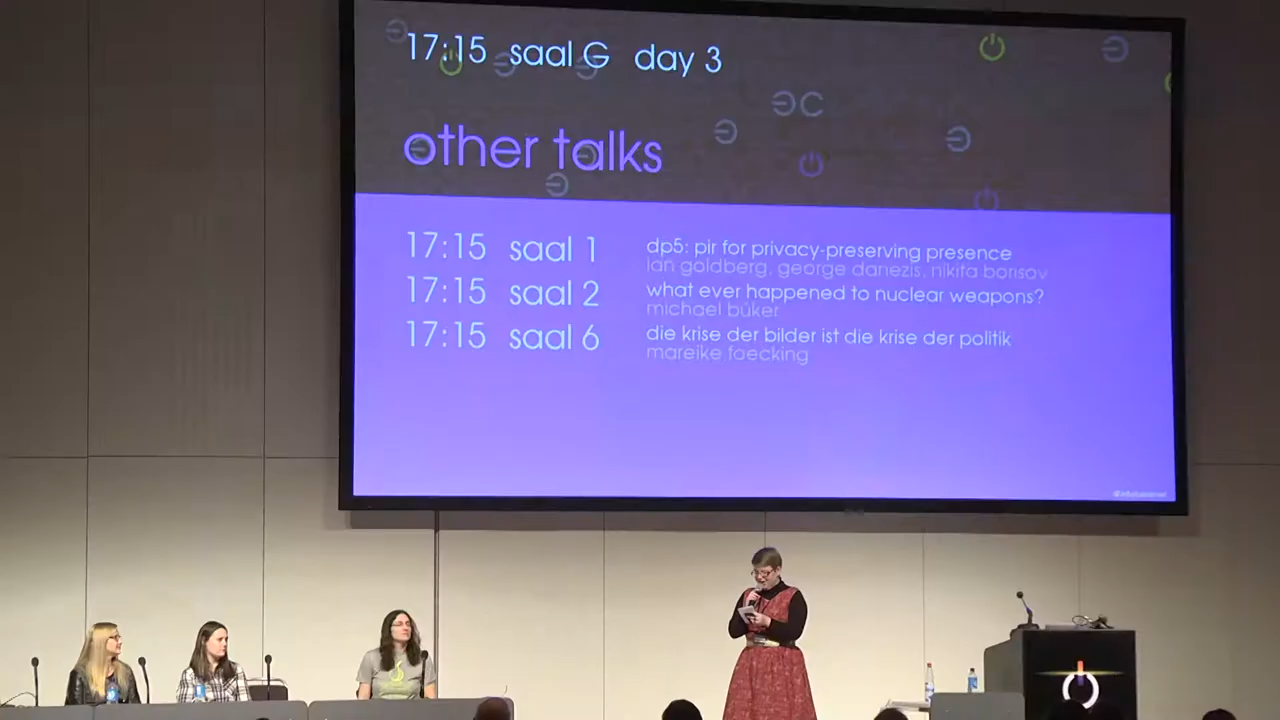 17:15 saal G day 3
other talks
17:15 saal 1 dp5: pir for privacy-preserving presence
ian goldberg, george danezis, nikita borisov
17:15 saal 2 what ever happened to nuclear weapons?
michael büker
17:15 saal 6 die krise der bilder ist die krise der politik
mareike foecking